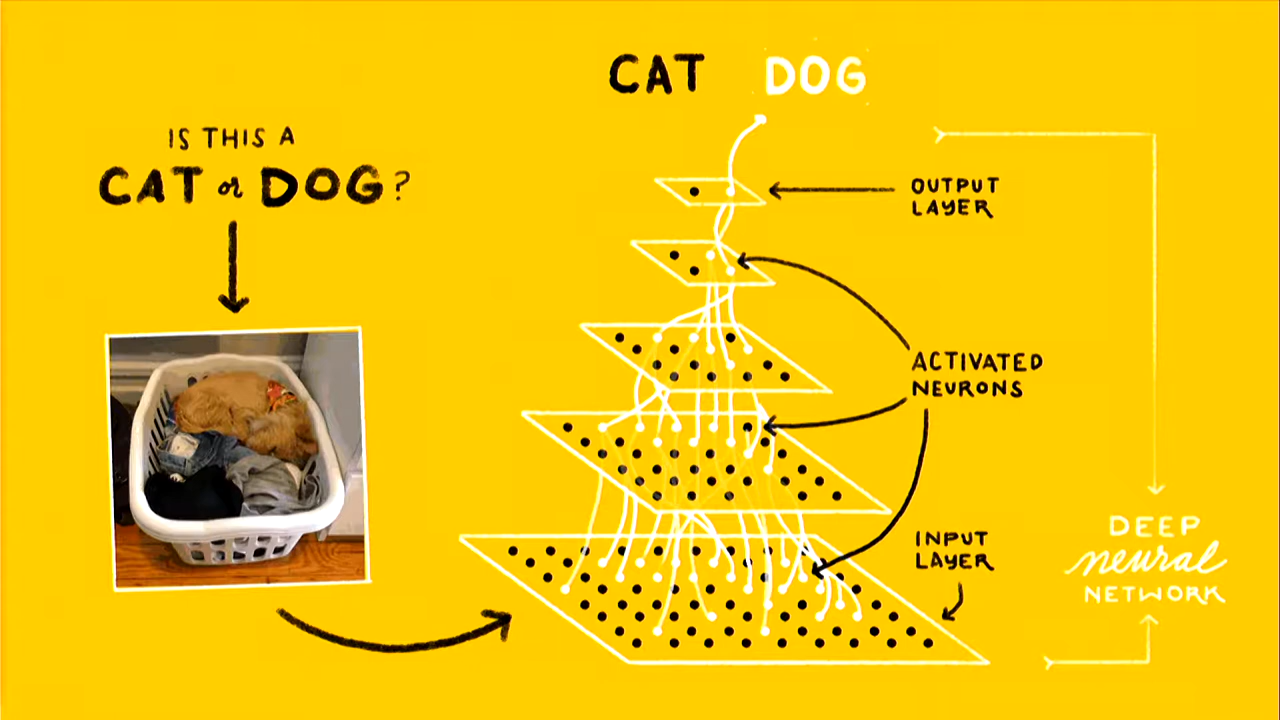 IS THIS A
CAT or DOG?
CAT DOG
OUTPUT
LAYER
ACTIVATED
NEURONS
INPUT
LAYER
DEEP
neural
NETWORK